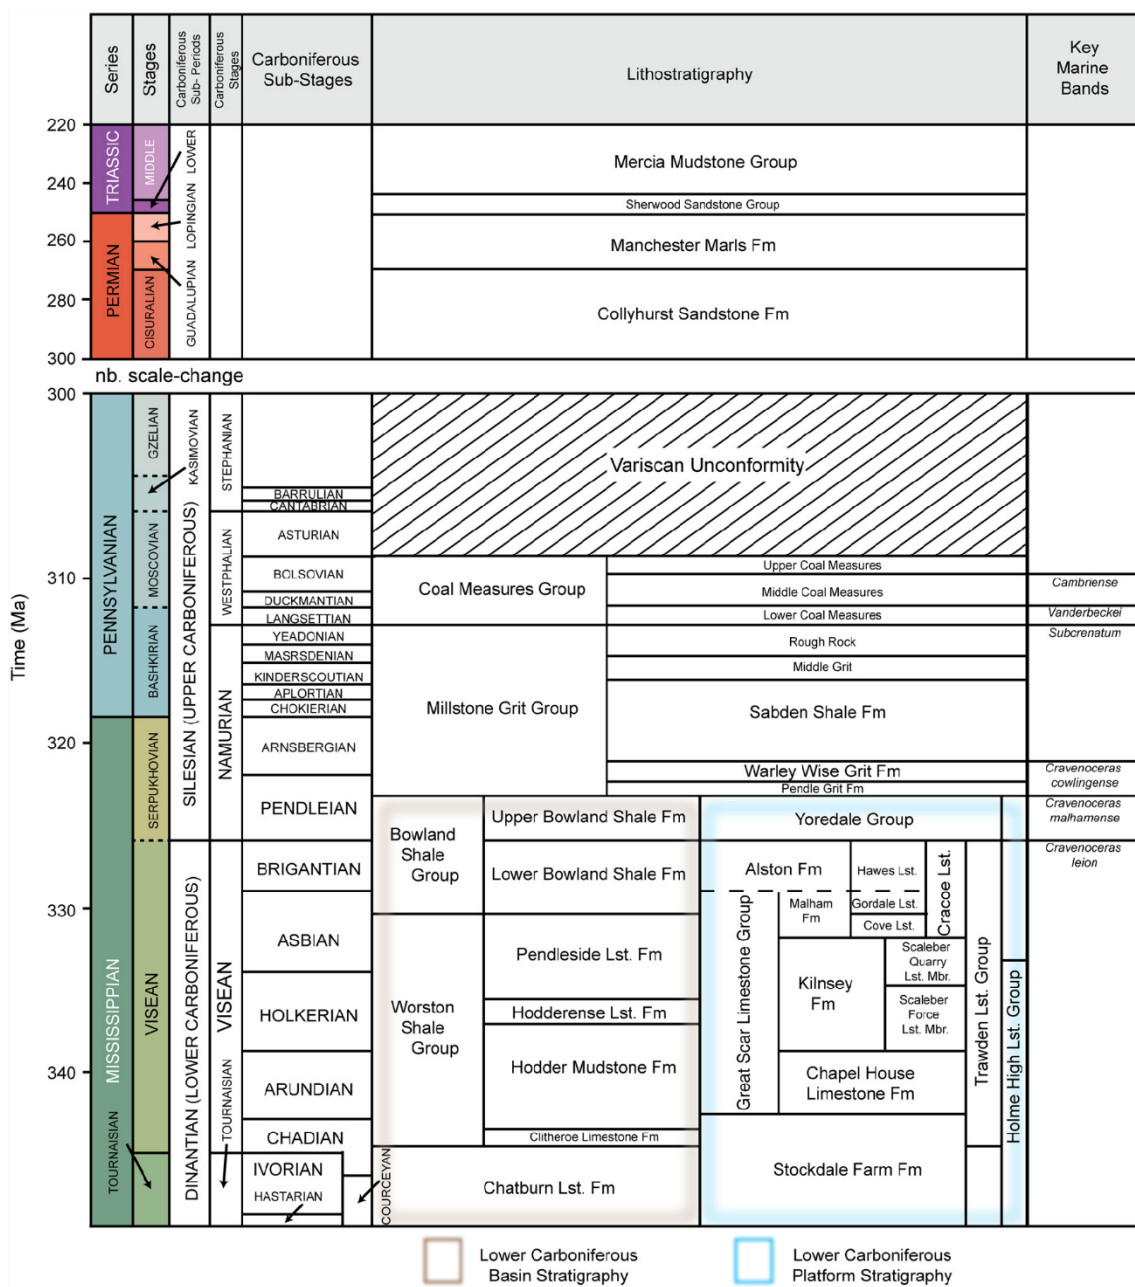 Series
Stages
Carboniferous
Sub- Periods
Carboniferous
Stages
Carboniferous
Sub-Stages
Lithostratigraphy
Key
Marine
Bands
Time (Ma)
220
240
260
280
300
TRIASSIC
PERMIAN
MIDDLE
CISURALIAN
LOWER
LOPINGIAN
GUADALUPIAN
Mercia Mudstone Group
Sherwood Sandstone Group
Manchester Marls Fm
Collyhurst Sandstone Fm
nb. scale-change
300
310
320
330
340
PENNSYLVANIAN
MISSISSIPPIAN
TOURNAISIAN
GZELIAN
MOSCOVIAN
BASHKIRIAN
SERPUKHOVIAN
VISEAN
KASIMOVIAN
SILESIAN (UPPER CARBONIFEROUS)
DINANTIAN (LOWER CARBONIFEROUS)
STEPHANIAN
WESTPHALIAN
NAMURIAN
VISEAN
TOURNAISIAN
BARRULIAN
CANTABRIAN
ASTURIAN
BOLSOVIAN
DUCKMANTIAN
LANGSETTIAN
YEADONIAN
MASRSDENIAN
KINDERSCOUTIAN
APLORTIAN
CHOKIERIAN
ARNSBERGIAN
PENDLEIAN
BRIGANTIAN
ASBIAN
HOLKERIAN
ARUNDIAN
CHADIAN
IVORIAN
HASTARIAN
COURCEYAN
Variscan Unconformity
Coal Measures Group
Upper Coal Measures
Middle Coal Measures
Lower Coal Measures
Millstone Grit Group
Rough Rock
Middle Grit
Sabden Shale Fm
Warley Wise Grit Fm
Pendle Grit Fm
Bowland
Shale
Group
Upper Bowland Shale Fm
Lower Bowland Shale Fm
Worston
Shale
Group
Pendleside Lst. Fm
Hodderense Lst. Fm
Hodder Mudstone Fm
Clitheroe Limestone Fm
Chatburn Lst. Fm
Yoredale Group
Alston Fm
Hawes Lst.
Cracoe Lst.
Great Scar Limestone Group
Malham
Fm
Gordale Lst.
Cove Lst.
Kilnsey
Fm
Scaleber
Quarry
Lst. Mbr.
Scaleber
Force
Lst. Mbr.
Chapel House
Limestone Fm
Stockdale Farm Fm
Trawden Lst. Group
Holme High Lst. Group
Cambriense
Vanderbeckei
Subcrenatum
Cravenoceras
cowlingense
Cravenoceras
malhamense
Cravenoceras
leion
Lower Carboniferous
Basin Stratigraphy
Lower Carboniferous
Platform Stratigraphy